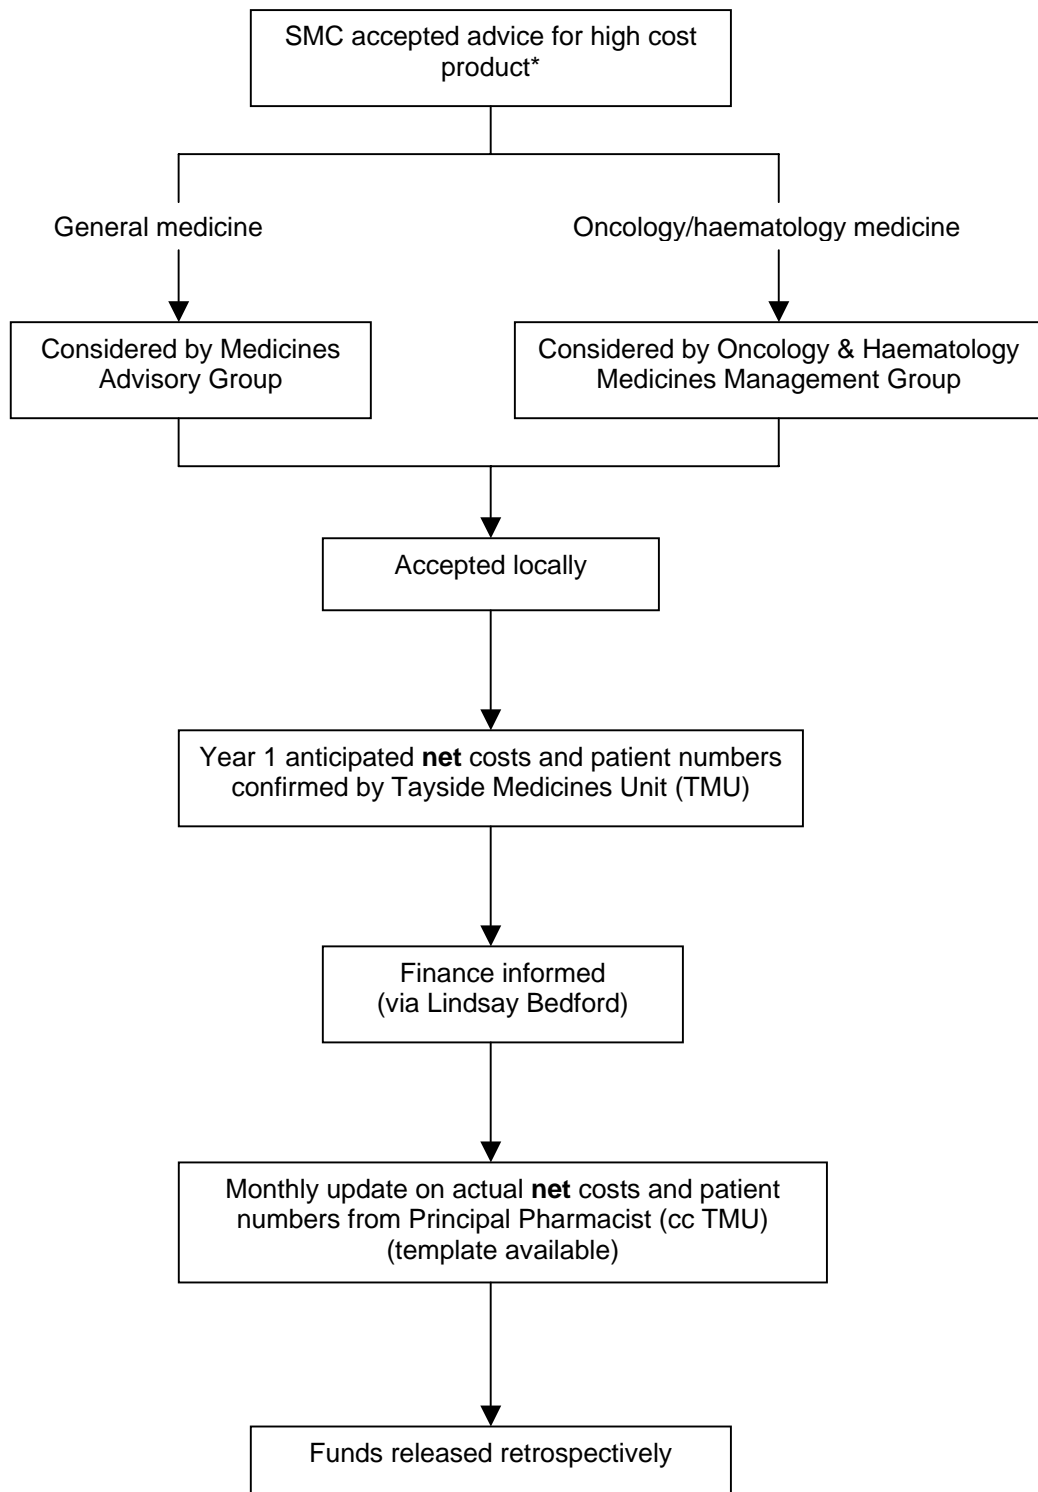 SMC accepted advice for high cost
product*
General medicine
Oncology/haematology medicine
Considered by Medicines
Advisory Group
Considered by Oncology & Haematology
Medicines Management Group
Accepted locally
Year 1 anticipated net costs and patient numbers
confirmed by Tayside Medicines Unit (TMU)
Finance informed
(via Lindsay Bedford)
Monthly update on actual net costs and patient
numbers from Principal Pharmacist (cc TMU)
(template available)
Funds released retrospectively